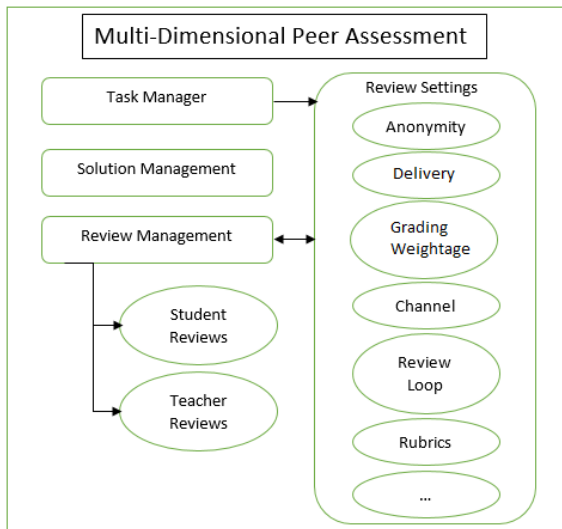 Multi-Dimensional Peer Assessment
Task Manager
Solution Management
Review Management
Student
Reviews
Teacher
Reviews
Review Settings
Anonymity
Delivery
Grading
Weightage
Channel
Review
Loop
Rubrics
...